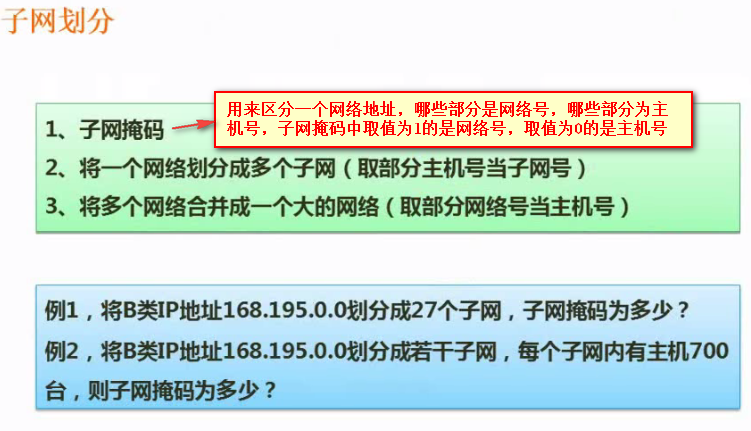 子网划分
用来区分一个网络地址，哪些部分是网络号，哪些部分为主
机号，子网掩码中取值为1的是网络号，取值为0的是主机号
1、子网掩码
2、将一个网络划分成多个子网（取部分主机号当子网号）
3、将多个网络合并成一个大的网络（取部分网络号当主机号）
例1，将B类IP地址168.195.0.0划分成27个子网，子网掩码为多少？
例2，将B类IP地址168.195.0.0划分成若干子网，每个子网内有主机700
台，则子网掩码为多少？